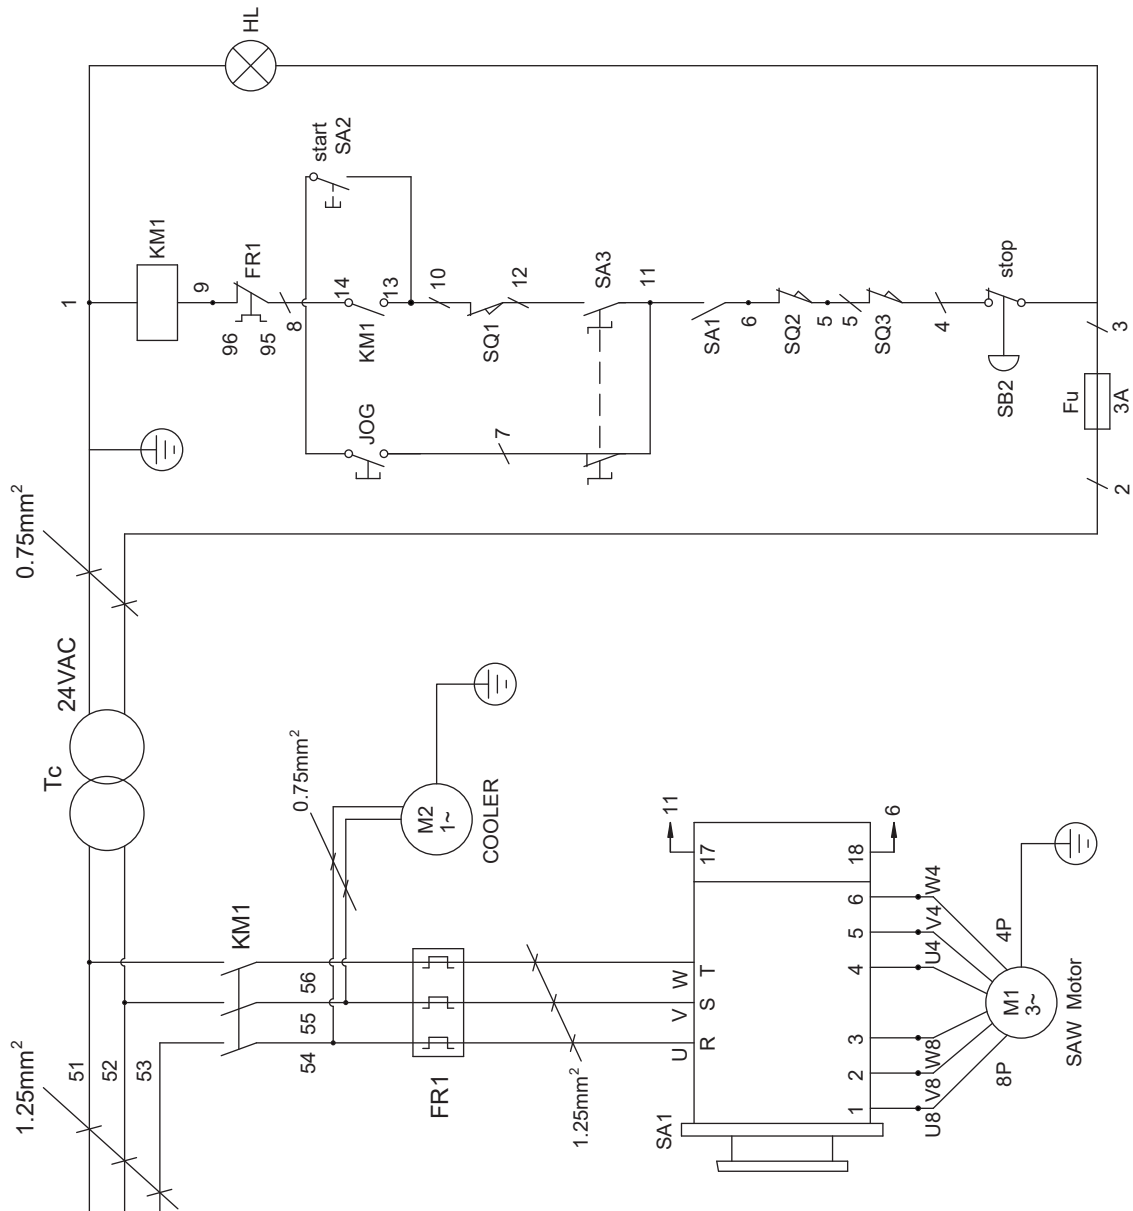 HL
start
SA2
KM1
1
9
FR1
96
95
8
14
13
KM1
10
SQ1
12
SA3
11
SA1
6
SQ2
5
5
SQ3
4
stop
SB2
3
Fu
3A
2
JOG
7
0.75mm²
24VAC
Tc
0.75mm²
M2
1~
COOLER
KM1
56
55
54
51
52
53
1.25mm²
FR1
1.25mm²
U V W
R S T
SA1
17
11
18
6
1 2 3 4 5 6
U8 V8 W8 U4 V4 W4
8P
4P
M1
3~
SAW Motor